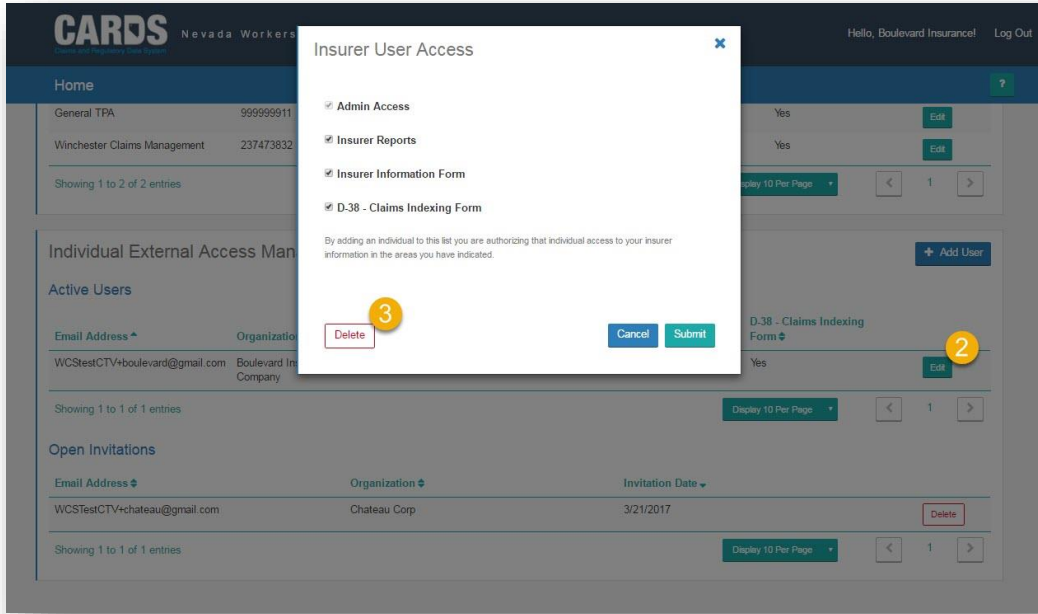 CARDS Nevada Workers
Claims and Regulatory Data System
Hello, Boulevard Insurance! Log Out
Home
?
General TPA 999999911 Yes Edit
Winchester Claims Management 237473832 Yes Edit
Showing 1 to 2 of 2 entries
splay 10 Per Page
< 1 >
Insurer User Access
Admin Access
Insurer Reports
Insurer Information Form
D-38 - Claims Indexing Form
By adding an individual to this list you are authorizing that individual access to your insurer
information in the areas you have indicated.
3
Delete Cancel Submit
Individual External Access Man
+ Add User
Active Users
Email Address Organizatio D-38 - Claims Indexing
Form
2
WCStestCTV+boulevard@gmail.com Boulevard In Yes Edit
Company
Showing 1 to 1 of 1 entries Display 10 Per Page < 1 >
Open Invitations
Email Address Organization Invitation Date
WCSTestCTV+chateau@gmail.com Chateau Corp 3/21/2017 Delete
Showing 1 to 1 of 1 entries Display 10 Per Page < 1 >